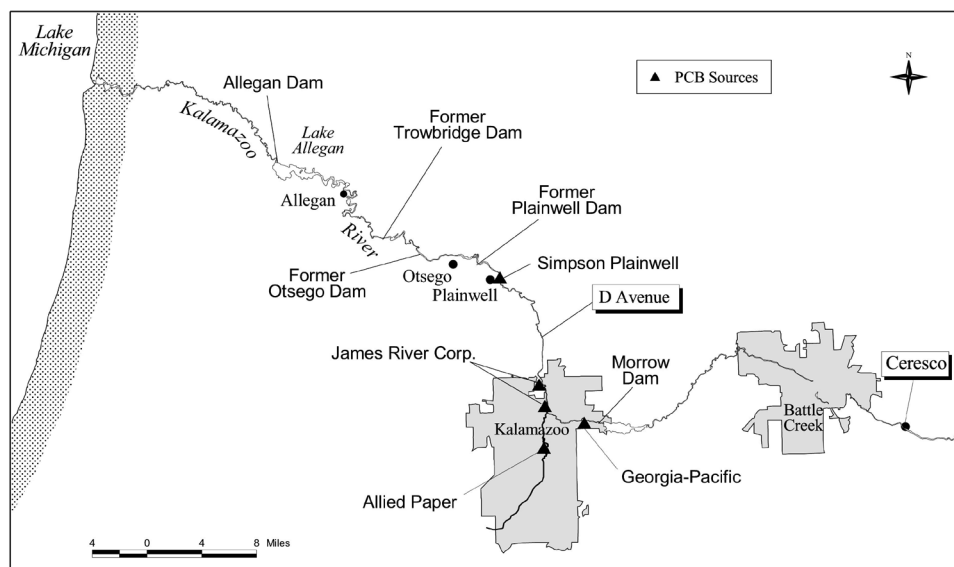 Lake
Michigan
N
PCB Sources
Allegan Dam
Kalamazoo
River
Lake
Allegan
Former
Trowbridge Dam
Allegan
Former
Plainwell Dam
Former
Otsego Dam
Otsego
Plainwell
Simpson Plainwell
D Avenue
James River Corp.
Morrow
Dam
Ceresco
Battle
Creek
Kalamazoo
Georgia-Pacific
Allied Paper
4 0 4 8 Miles